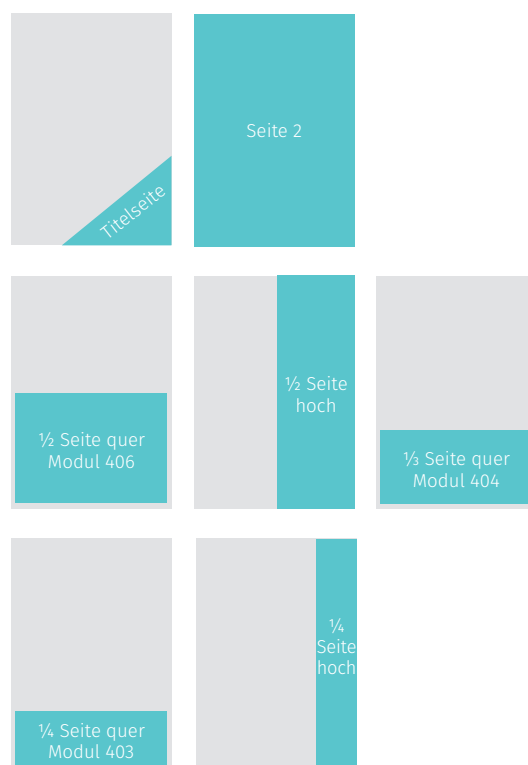 Titelseite
Seite 2
½ Seite quer
Modul 406
½ Seite
hoch
⅓ Seite quer
Modul 404
¼ Seite quer
Modul 403
¼
Seite
hoch